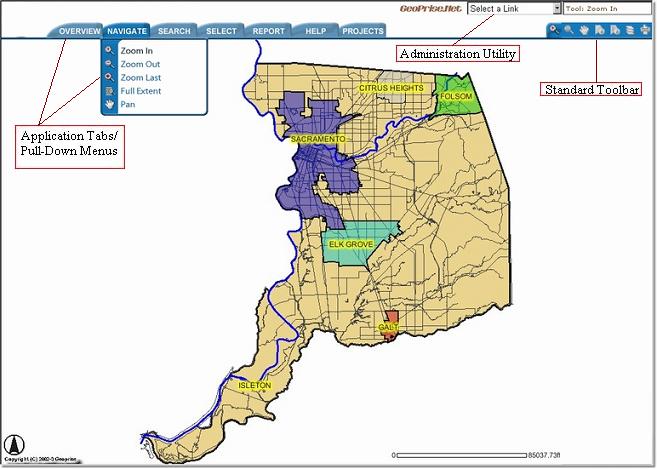 GeoPrise.Net
Select a Link
Tool: Zoom In
OVERVIEW NAVIGATE SEARCH SELECT REPORT HELP PROJECTS
Zoom In
Zoom Out
Zoom Last
Full Extent
Pan
Administration Utility
Standard Toolbar
Application Tabs/
Pull-Down Menus
CITRUS HEIGHTS
FOLSOM
SACRAMENTO
ELK GROVE
GALT
ISLETON
Copyright (C) 2002-3 Geoprise
0 85037.73ft